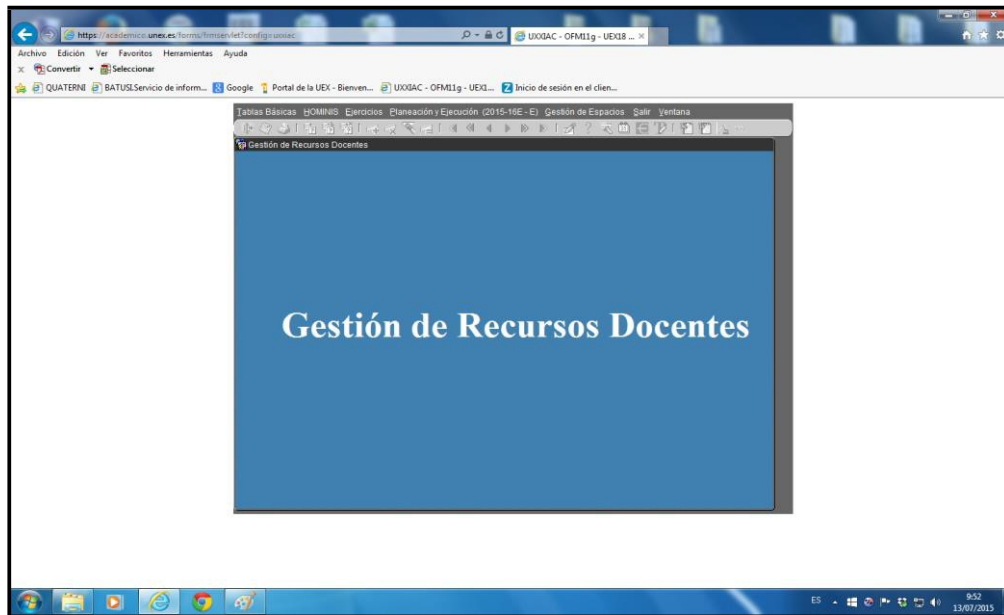 https://academico.unex.es/forms/frmservlet?config=uxxiac
UXXIAC - OFM11g - UEX18 ...
Archivo Edición Ver Favoritos Herramientas Ayuda
Convertir Seleccionar
QUATERNI BATUSI.Servicio de inform... Google Portal de la UEX - Bienven... UXXIAC - OFM11g - UEX1... Inicio de sesión en el clien...
Tablas Básicas HOMINIS Ejercicios Planeación y Ejecución (2015-16E - E) Gestión de Espacios Salir Ventana
Gestión de Recursos Docentes
Gestión de Recursos Docentes
ES 9:52
13/07/2015